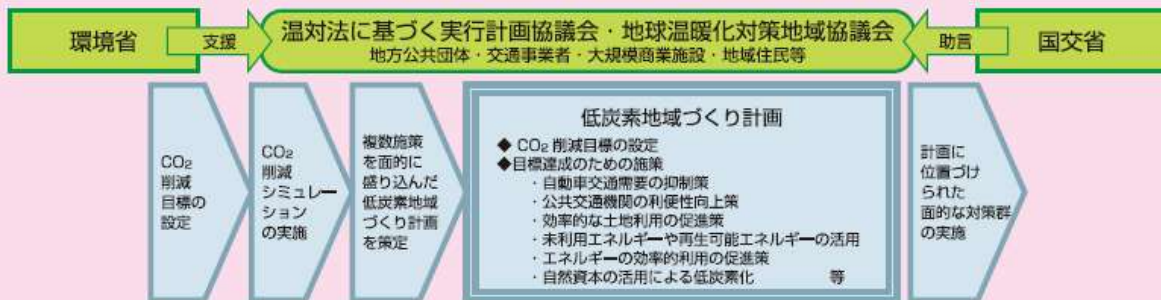 環境省
支援
温対法に基づく実行計画協議会・地球温暖化対策地域協議会
地方公共団体・交通事業者・大規模商業施設・地域住民等
助言
国交省
CO₂
削減
目標の
設定
CO₂
削減
シミュレー
ション
の実施
複数施策
を面的に
盛り込んだ
低炭素地域
づくり計画
を策定
低炭素地域づくり計画
◆ CO₂ 削減目標の設定
◆目標達成のための施策
・自動車交通需要の抑制策
・公共交通機関の利便性向上策
・効率的な土地利用の促進策
・未利用エネルギーや再生可能エネルギーの活用
・エネルギーの効率的利用の促進策
・自然資本の活用による低炭素化 等
計画に
位置づけ
られた
面的な対策群
の実施